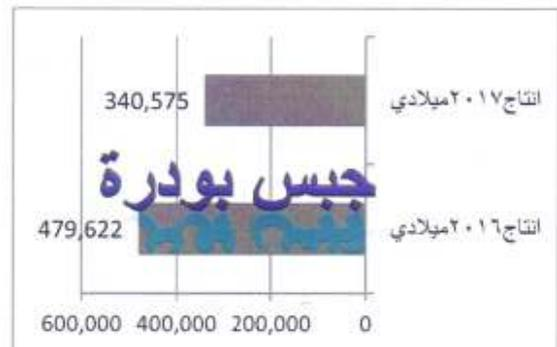 انتاج٢٠١٧ميلادي
340,575
جبس بودرة
انتاج٢٠١٦ميلادي
479,622
600,000 400,000 200,000 0